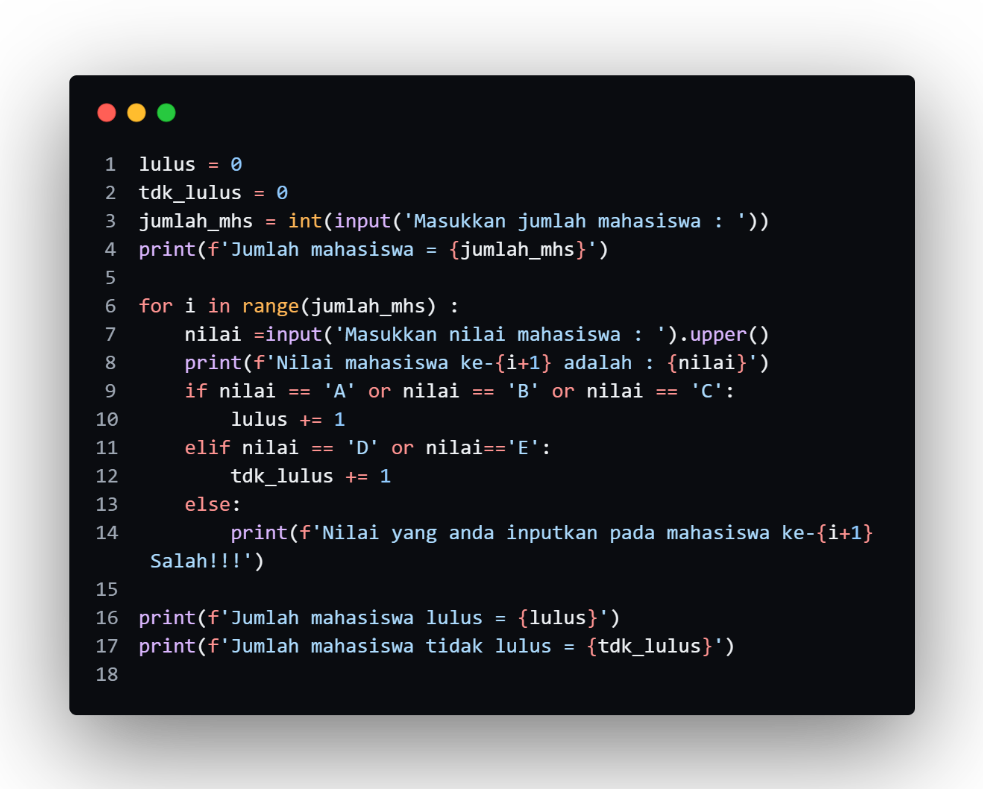 1 lulus = 0
2 tdk_lulus = 0
3 jumlah_mhs = int(input('Masukkan jumlah mahasiswa : '))
4 print(f'Jumlah mahasiswa = {jumlah_mhs}')
5
6 for i in range(jumlah_mhs) :
7     nilai =input('Masukkan nilai mahasiswa : ').upper()
8     print(f'Nilai mahasiswa ke-{i+1} adalah : {nilai}')
9     if nilai == 'A' or nilai == 'B' or nilai == 'C':
10         lulus += 1
11     elif nilai == 'D' or nilai=='E':
12         tdk_lulus += 1
13     else:
14         print(f'Nilai yang anda inputkan pada mahasiswa ke-{i+1}
Salah!!!')
15
16 print(f'Jumlah mahasiswa lulus = {lulus}')
17 print(f'Jumlah mahasiswa tidak lulus = {tdk_lulus}')
18